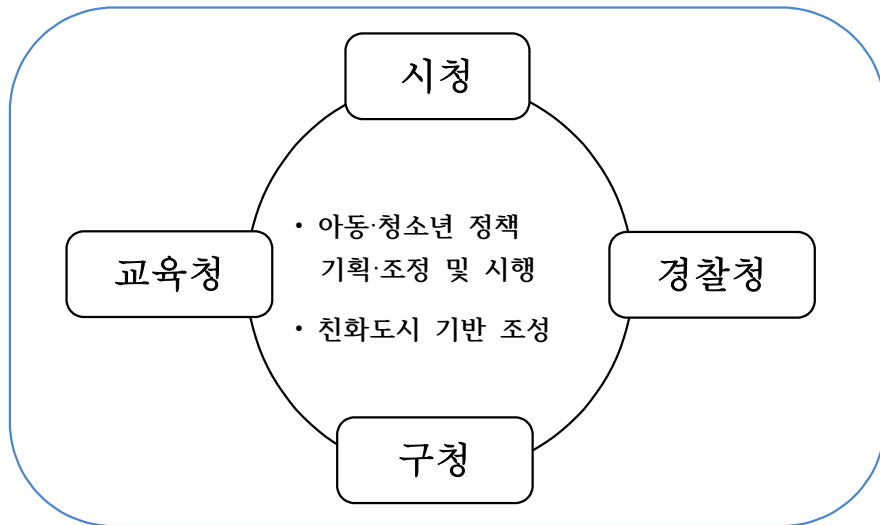 시청
• 아동·청소년 정책
기획·조정 및 시행
교육청
경찰청
• 친화도시 기반 조성
구청